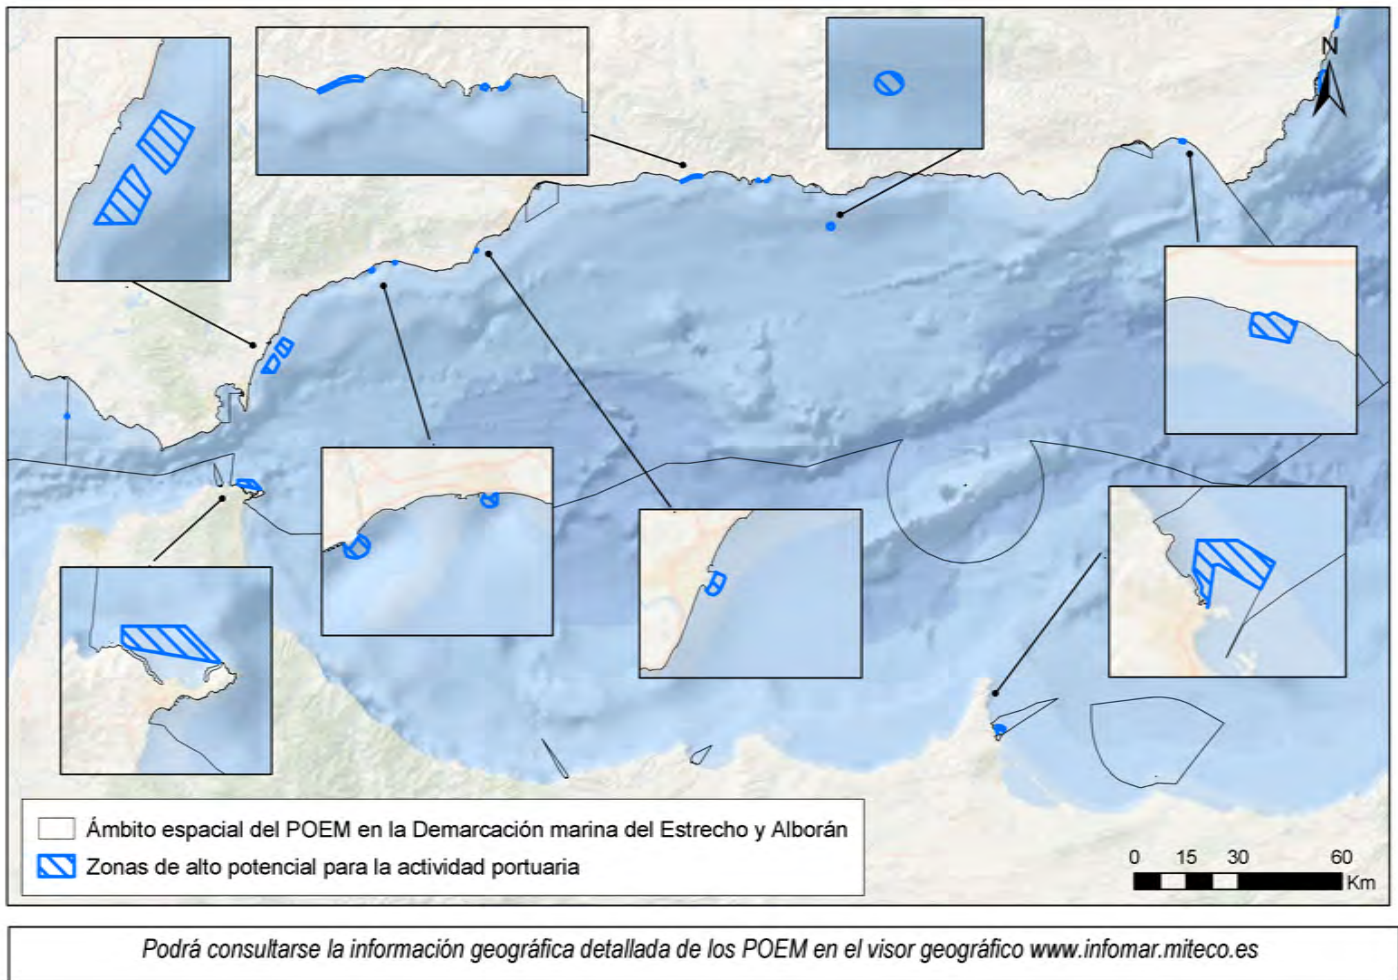 N
Ámbito espacial del POEM en la Demarcación marina del Estrecho y Alborán
Zonas de alto potencial para la actividad portuaria
0 15 30 60
Km
Podrá consultarse la información geográfica detallada de los POEM en el visor geográfico www.infomar.miteco.es